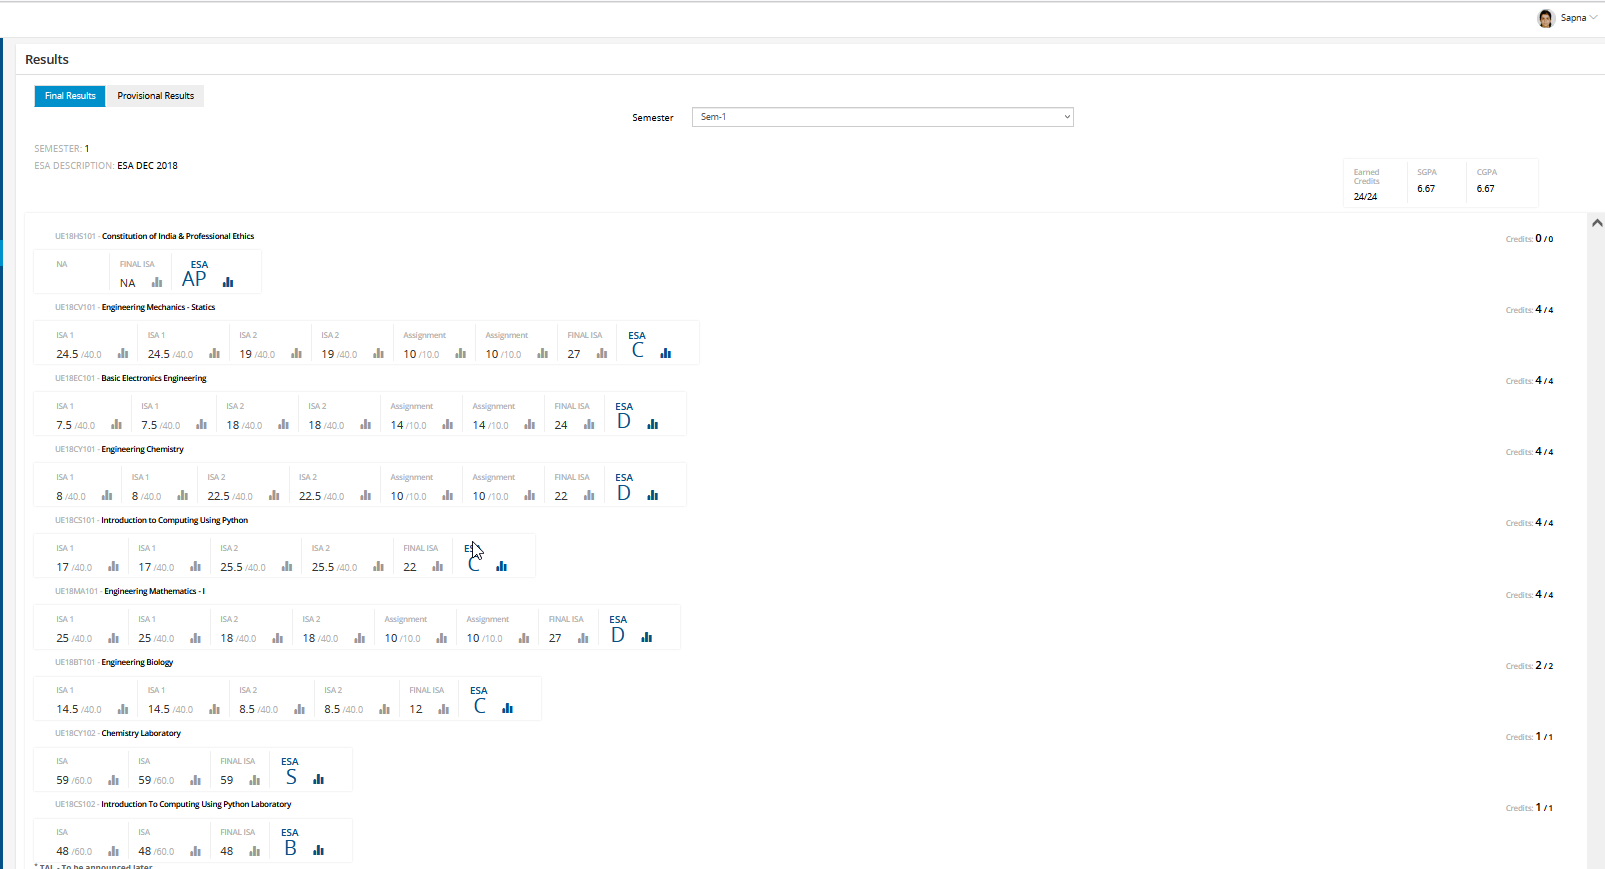 Sapna
Results
Final Results Provisional Results
Semester Sem-1
SEMESTER: 1
ESA DESCRIPTION: ESA DEC 2018
Earned Credits 24/24 SGPA 6.67 CGPA 6.67
UE18HS101 - Constitution of India & Professional Ethics Credits: 0 / 0
NA FINAL ISA ESA
NA AP
UE18CV101 - Engineering Mechanics - Statics Credits: 4 / 4
ISA 1 ISA 1 ISA 2 ISA 2 Assignment Assignment FINAL ISA ESA
24.5 /40.0 24.5 /40.0 19 /40.0 19 /40.0 10 /10.0 10 /10.0 27 C
UE18EC101 - Basic Electronics Engineering Credits: 4 / 4
ISA 1 ISA 1 ISA 2 ISA 2 Assignment Assignment FINAL ISA ESA
7.5 /40.0 7.5 /40.0 18 /40.0 18 /40.0 14 /10.0 14 /10.0 24 D
UE18CY101 - Engineering Chemistry Credits: 4 / 4
ISA 1 ISA 1 ISA 2 ISA 2 Assignment Assignment FINAL ISA ESA
8 /40.0 8 /40.0 22.5 /40.0 22.5 /40.0 10 /10.0 10 /10.0 22 D
UE18CS101 - Introduction to Computing Using Python Credits: 4 / 4
ISA 1 ISA 1 ISA 2 ISA 2 FINAL ISA ESA
17 /40.0 17 /40.0 25.5 /40.0 25.5 /40.0 22 C
UE18MA101 - Engineering Mathematics - I Credits: 4 / 4
ISA 1 ISA 1 ISA 2 ISA 2 Assignment Assignment FINAL ISA ESA
25 /40.0 25 /40.0 18 /40.0 18 /40.0 10 /10.0 10 /10.0 27 D
UE18BT101 - Engineering Biology Credits: 2 / 2
ISA 1 ISA 1 ISA 2 ISA 2 FINAL ISA ESA
14.5 /40.0 14.5 /40.0 8.5 /40.0 8.5 /40.0 12 C
UE18CY102 - Chemistry Laboratory Credits: 1 / 1
ISA ISA FINAL ISA ESA
59 /60.0 59 /60.0 59 S
UE18CS102 - Introduction To Computing Using Python Laboratory Credits: 1 / 1
ISA ISA FINAL ISA ESA
48 /60.0 48 /60.0 48 B
* TAL - To be announced later